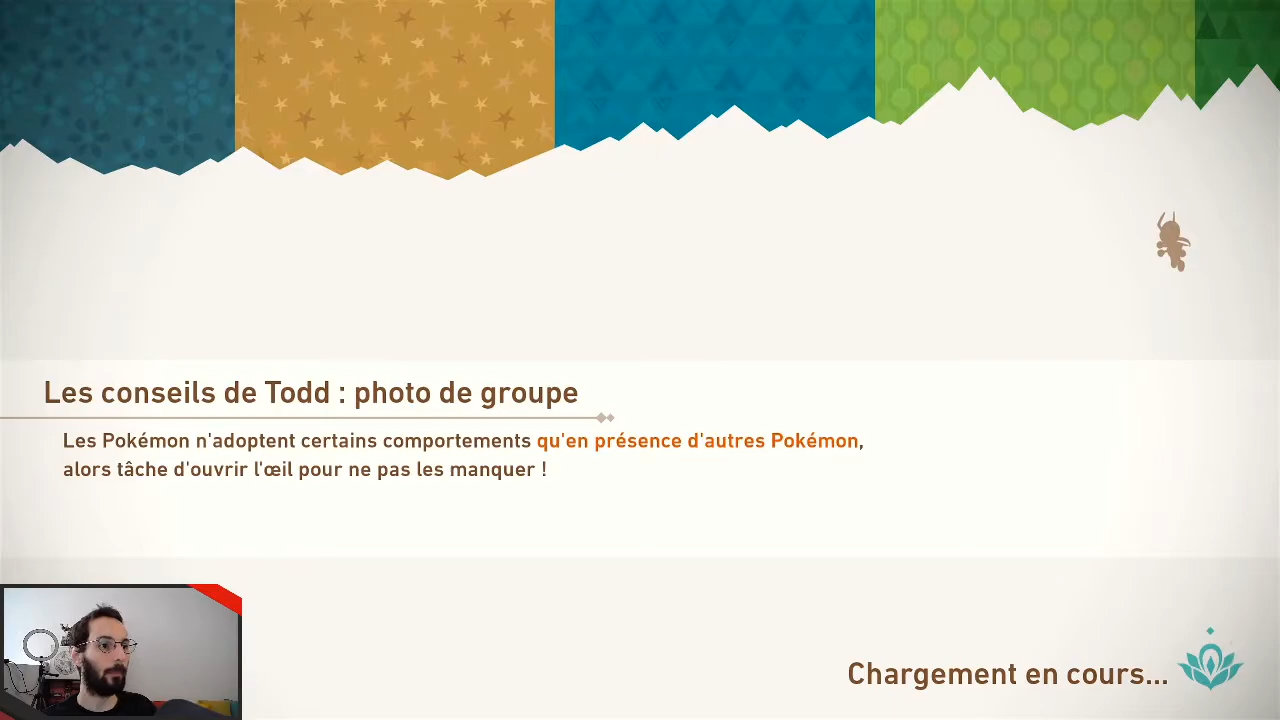 Les conseils de Todd : photo de groupe
Les Pokémon n'adoptent certains comportements qu'en présence d'autres Pokémon,
alors tâche d'ouvrir l'œil pour ne pas les manquer !
Chargement en cours...